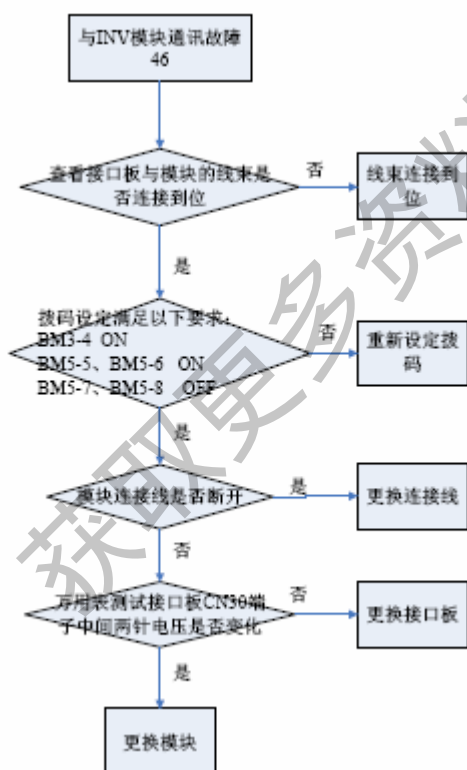 与INV模块通讯故障
46
查看接口板与模块的线束是
否连接到位
否
线束连接到
位
是
拨码设定满足以下要求:
BM3-4 ON
BM5-5、BM5-6 ON
BM5-7、BM5-8 OFF
否
重新设定拨
码
是
模块连接线是否断开
是
更换连接线
否
万用表测试接口板CN30端
子中间两针电压是否变化
否
更换接口板
是
更换模块
获取更多资料